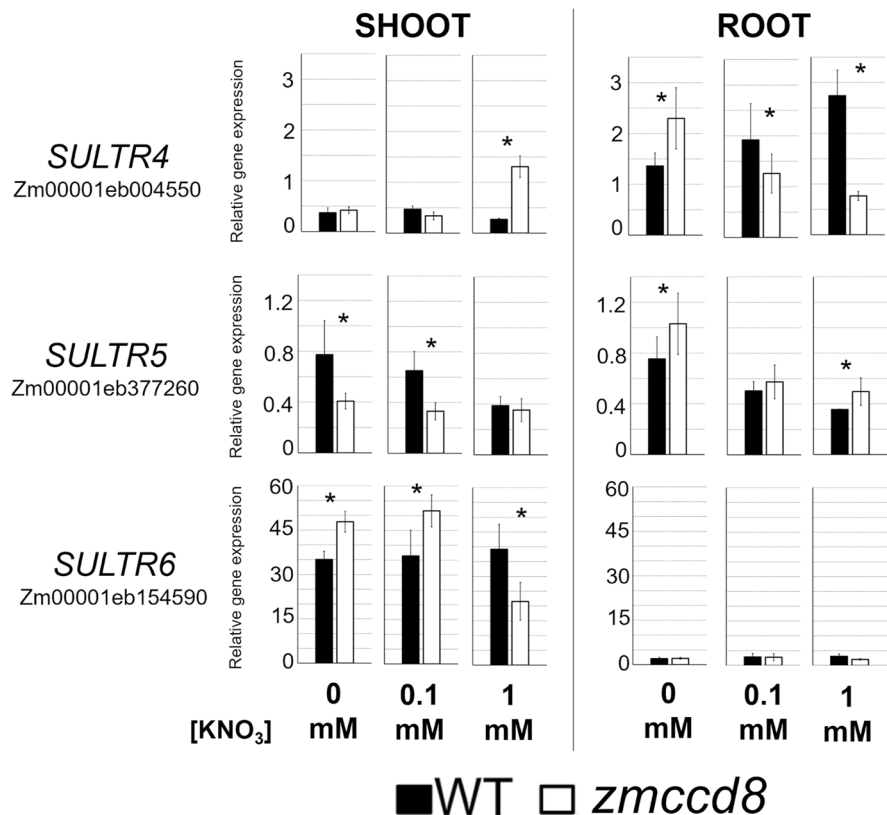 SHOOT
ROOT
SULTR4
Zm00001eb004550
Relative gene expression
3
2
1
0
*
3
2
1
0
*
*
*
SULTR5
Zm00001eb377260
Relative gene expression
1.2
0.8
0.4
0
*
*
1.2
0.8
0.4
0
*
*
SULTR6
Zm00001eb154590
Relative gene expression
60
45
30
15
0
*
*
*
60
45
30
15
0
[KNO₃]
0
mM
0.1
mM
1
mM
0
mM
0.1
mM
1
mM
WT
zmccd8